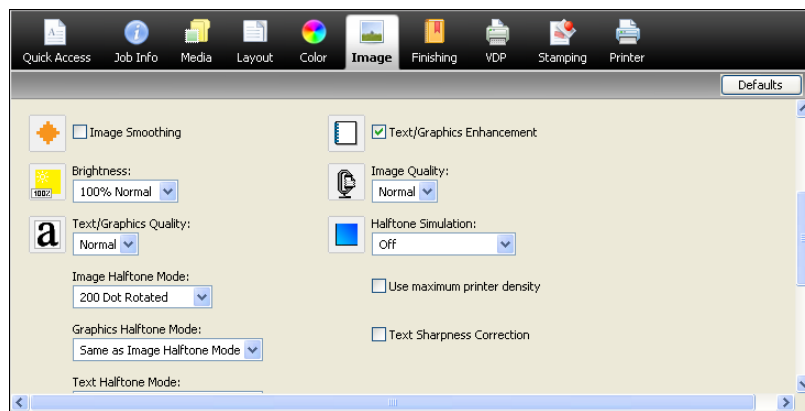 Quick Access Job Info Media Layout Color Image Finishing VDP Stamping Printer
Defaults
Image Smoothing
Text/Graphics Enhancement
Brightness:
100% Normal
Image Quality:
Normal
100%
Text/Graphics Quality:
Normal
a
Halftone Simulation:
Off
Image Halftone Mode:
200 Dot Rotated
Use maximum printer density
Graphics Halftone Mode:
Same as Image Halftone Mode
Text Sharpness Correction
Text Halftone Mode: